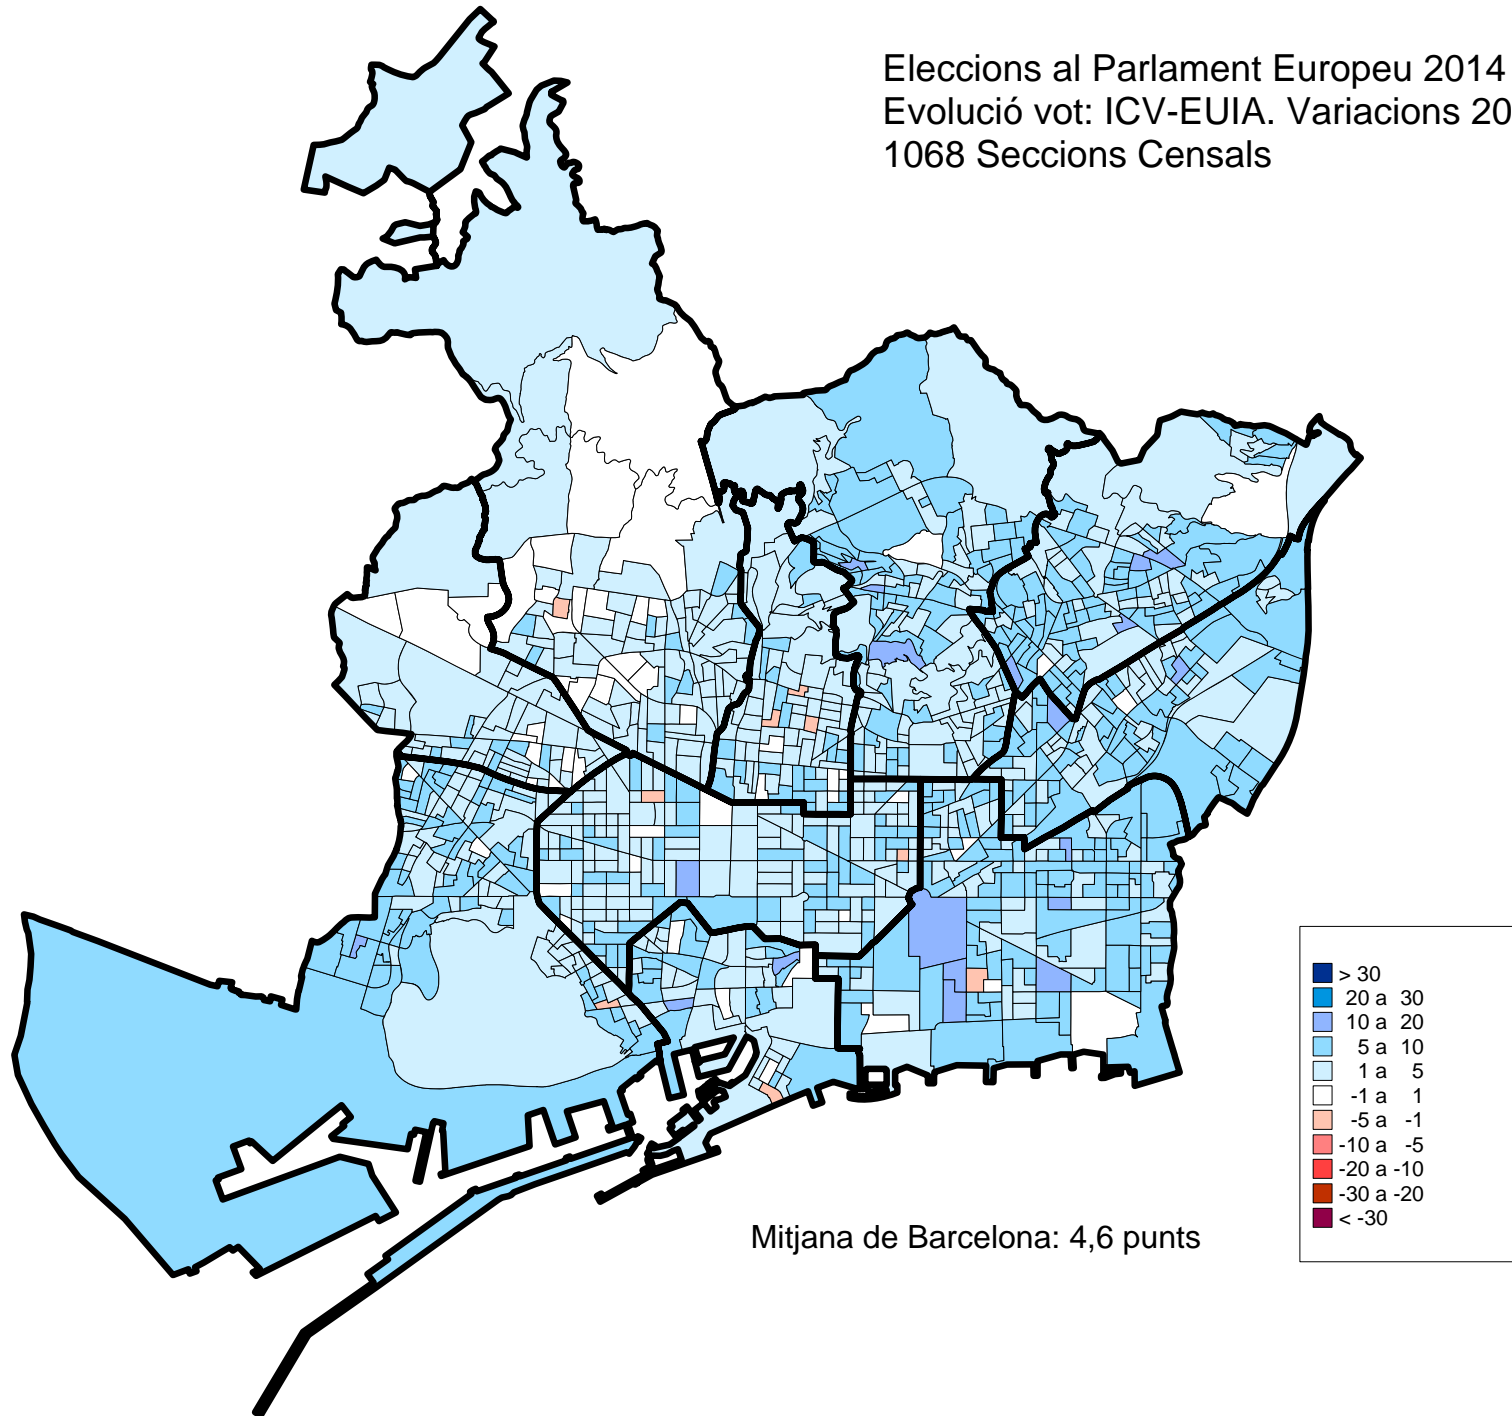 Eleccions al Parlament Europeu 2014
Evolució vot: ICV-EUIA. Variacions 20
1068 Seccions Censals
> 30
20 a 30
10 a 20
5 a 10
1 a 5
-1 a 1
-5 a -1
-10 a -5
-20 a -10
-30 a -20
< -30
Mitjana de Barcelona: 4,6 punts